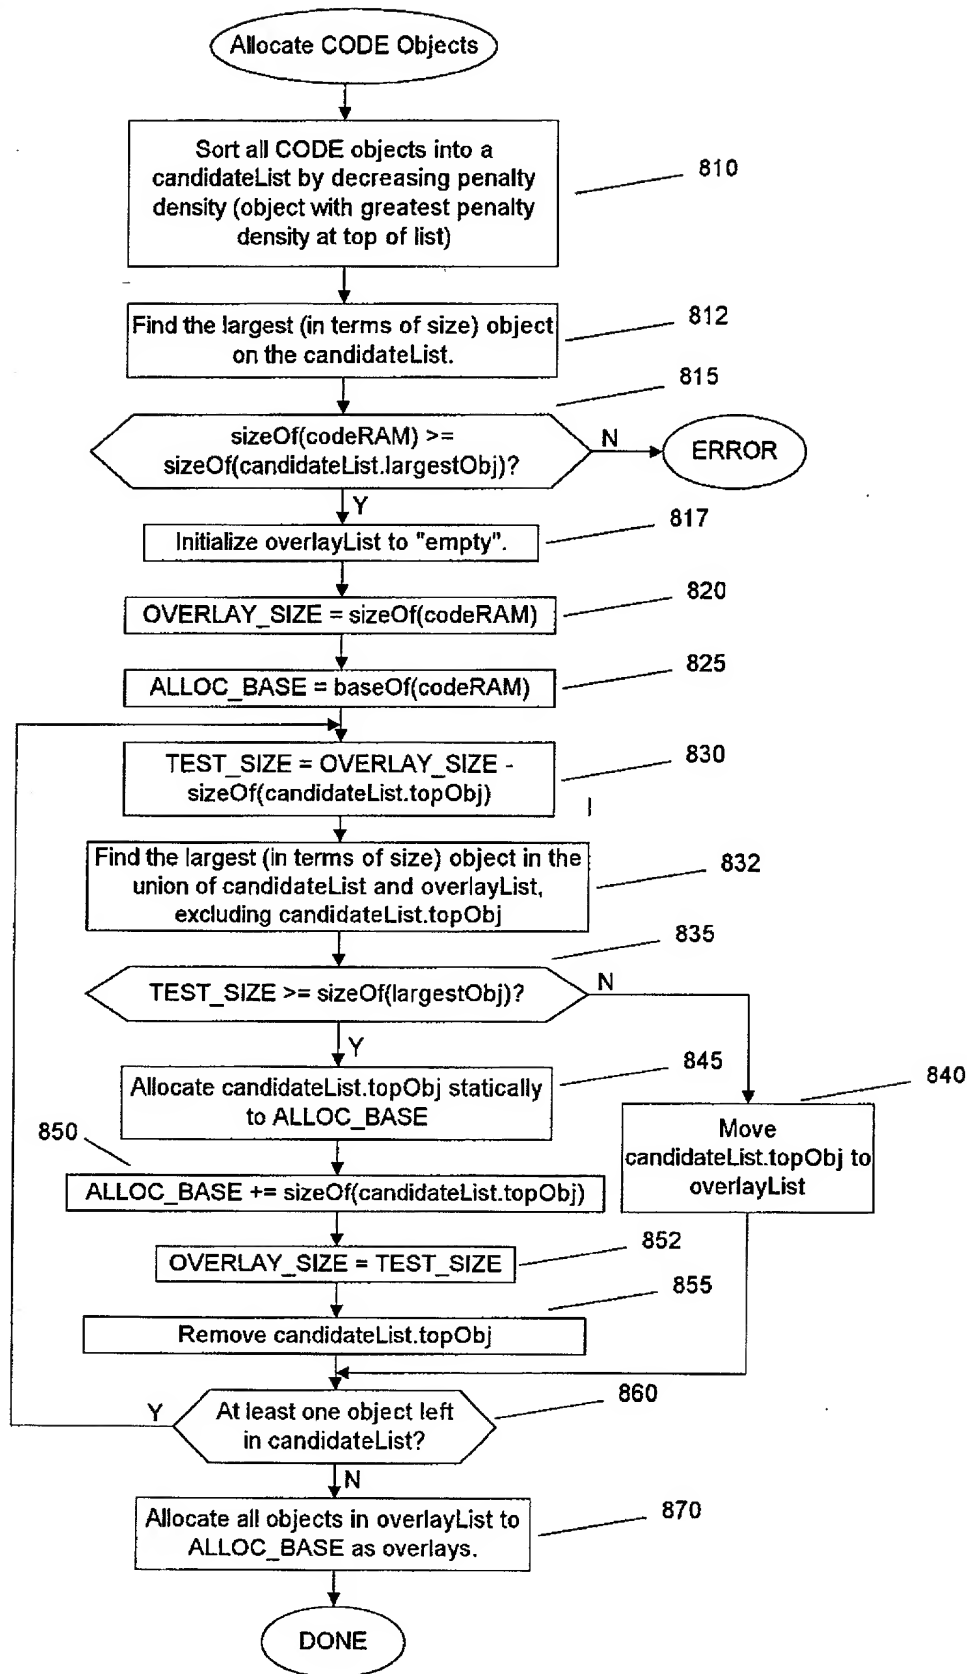 Allocate CODE Objects
Sort all CODE objects into a
candidateList by decreasing penalty
density (object with greatest penalty
density at top of list)
810
Find the largest (in terms of size) object
on the candidateList.
812
815
sizeOf(codeRAM) >=
sizeOf(candidateList.largestObj)?
N
ERROR
Y
817
Initialize overlayList to "empty".
820
OVERLAY_SIZE = sizeOf(codeRAM)
825
ALLOC_BASE = baseOf(codeRAM)
TEST_SIZE = OVERLAY_SIZE -
sizeOf(candidateList.topObj)
830
Find the largest (in terms of size) object in the
union of candidateList and overlayList,
excluding candidateList.topObj
832
835
TEST_SIZE >= sizeOf(largestObj)?
N
Y
845
Allocate candidateList.topObj statically
to ALLOC_BASE
840
Move
candidateList.topObj to
overlayList
850
ALLOC_BASE += sizeOf(candidateList.topObj)
852
OVERLAY_SIZE = TEST_SIZE
855
Remove candidateList.topObj
860
Y
At least one object left
in candidateList?
N
870
Allocate all objects in overlayList to
ALLOC_BASE as overlays.
DONE